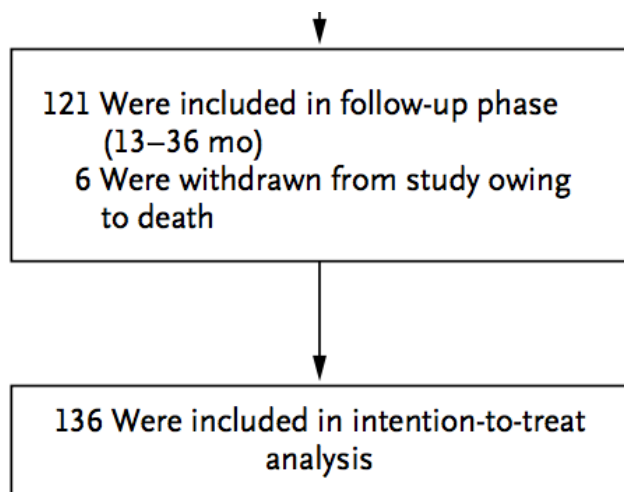 121 Were included in follow-up phase
(13–36 mo)
6 Were withdrawn from study owing
to death
136 Were included in intention-to-treat
analysis